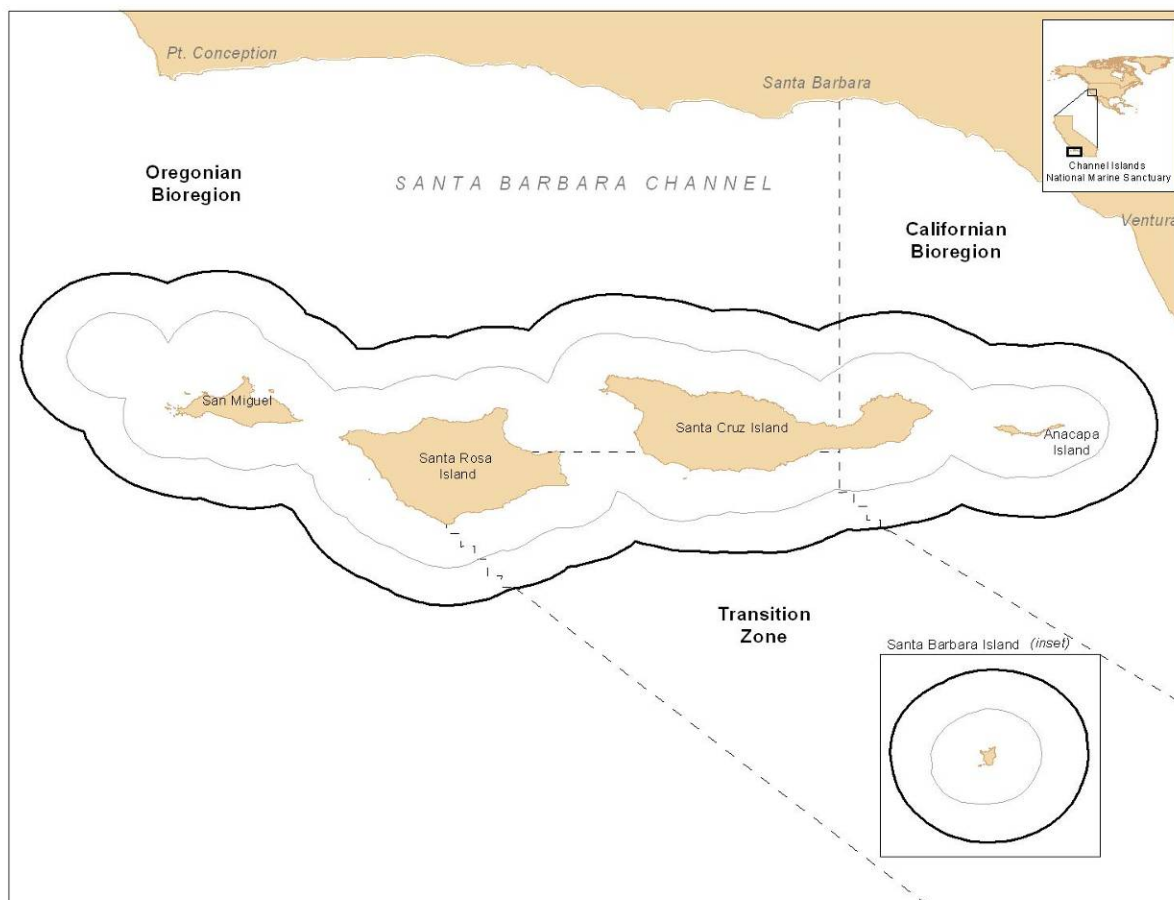 Pt. Conception
Santa Barbara
Channel Islands
National Marine Sanctuary
Oregonian
Bioregion
SANTA BARBARA CHANNEL
Ventura
Californian
Bioregion
San Miguel
Santa Rosa
Island
Santa Cruz Island
Anacapa
Island
Transition
Zone
Santa Barbara Island (inset)